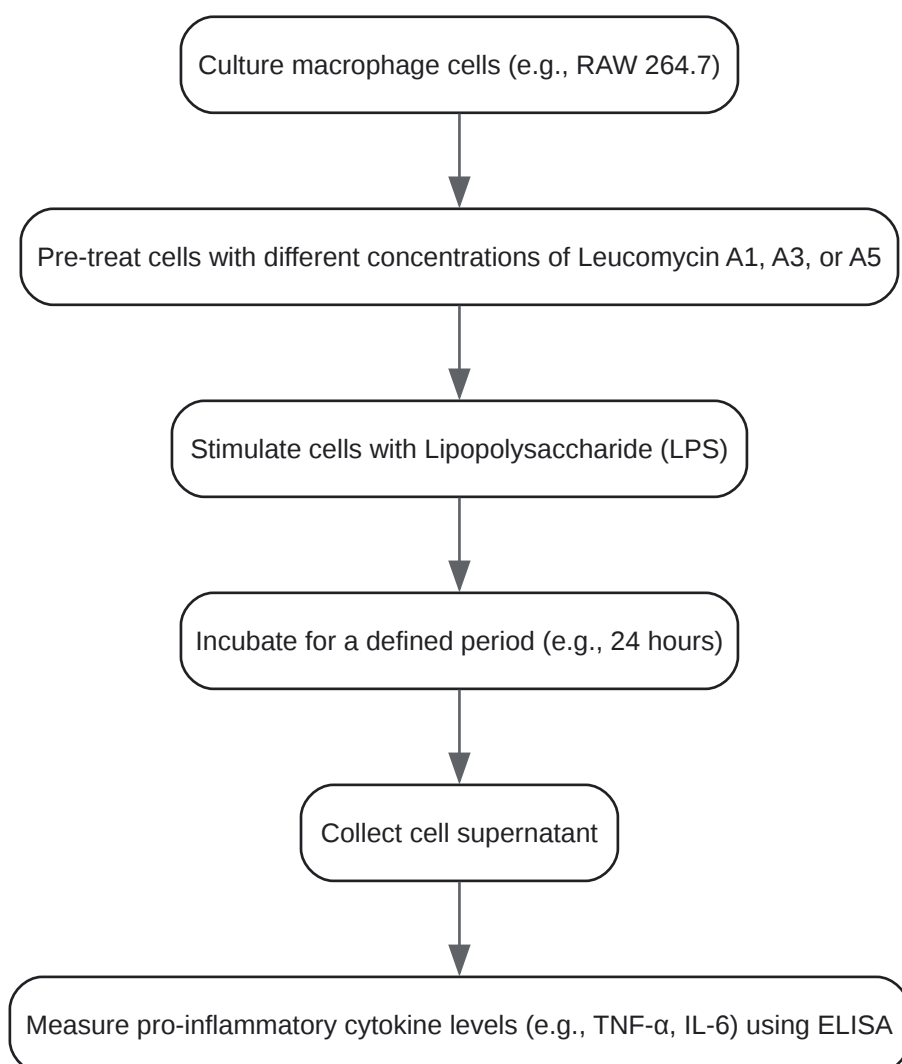 Culture macrophage cells (e.g., RAW 264.7)
Pre-treat cells with different concentrations of Leucomycin A1, A3, or A5
Stimulate cells with Lipopolysaccharide (LPS)
Incubate for a defined period (e.g., 24 hours)
Collect cell supernatant
Measure pro-inflammatory cytokine levels (e.g., TNF-α, IL-6) using ELISA